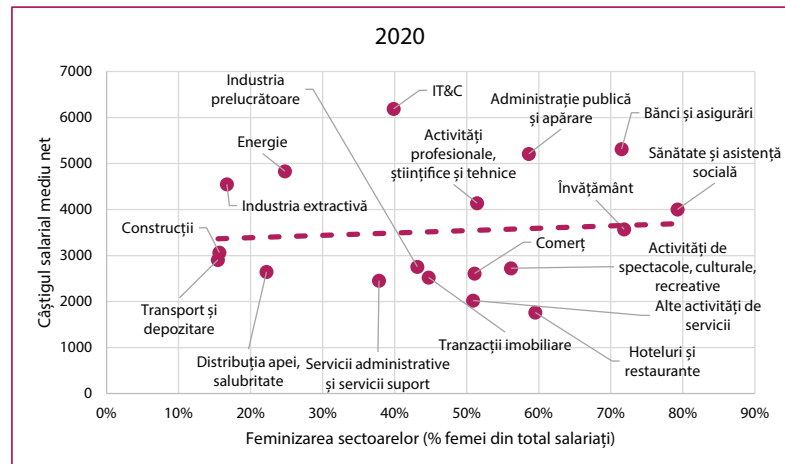 2020
7000
6000
5000
4000
3000
2000
1000
0
Câștigul salarial mediu net
Industria
prelucrătoare
IT&C
Administrație publică
și apărare
Bănci și asigurări
Energie
Activități
profesionale,
științifice și tehnice
Sănătate și asistență
socială
Învățământ
Industria extractivă
Construcții
Comerț
Activități de
spectacole, culturale,
recreative
Transport și
depozitare
Alte activități de
servicii
Distribuția apei,
salubritate
Servicii administrative
și servicii suport
Tranzacții imobiliare
Hoteluri și
restaurante
0%
10%
20%
30%
40%
50%
60%
70%
80%
90%
Feminizarea sectoarelor (% femei din total salariați)